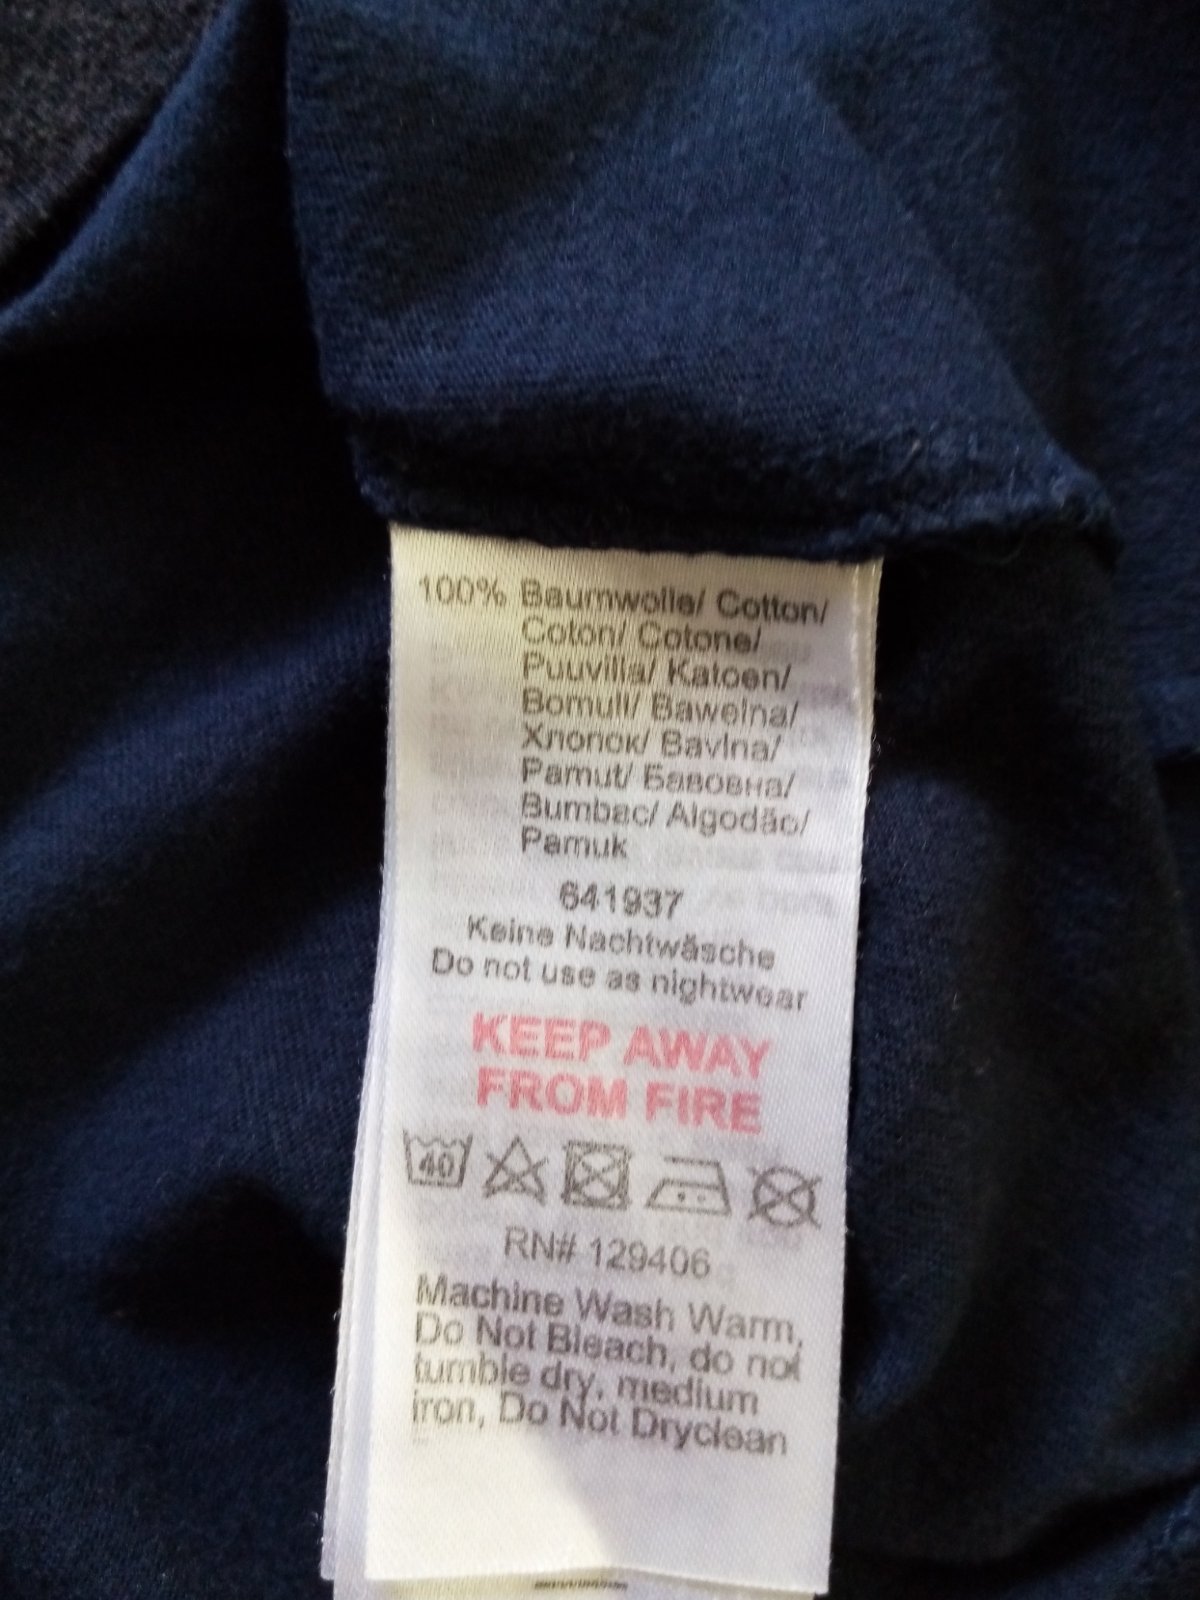 100% Baumwolle/ Cotton/
Coton/ Cotone/
Puuvilla/ Katoen/
Bomull/ Bawełna/
Хлопок/ Bavlna/
Pamut/ Бавовна/
Bumbac/ Algodão/
Pamuk
641937
Keine Nachtwäsche
Do not use as nightwear
KEEP AWAY
FROM FIRE
40
RN# 129406
Machine Wash Warm,
Do Not Bleach, do not
tumble dry, medium
iron, Do Not Dryclean